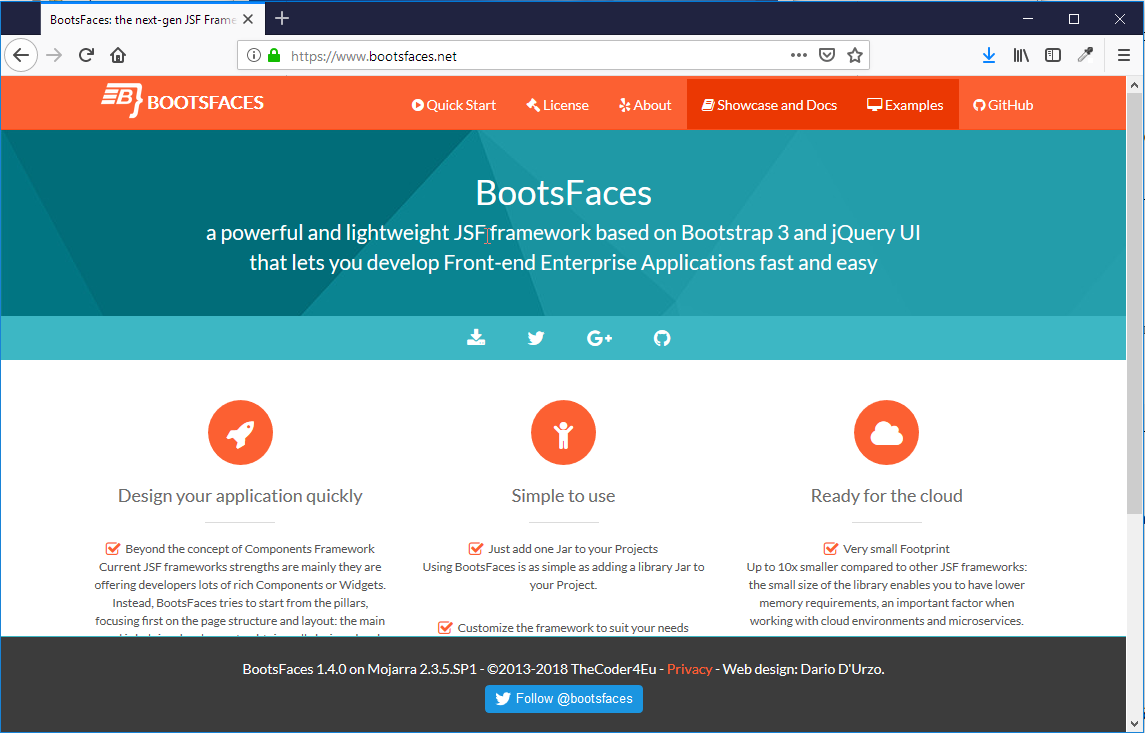 BootsFaces: the next-gen JSF Frame
https://www.bootsfaces.net
BOOTSFACES
Quick Start
License
About
Showcase and Docs
Examples
GitHub
BootsFaces
a powerful and lightweight JSF framework based on Bootstrap 3 and jQuery UI
that lets you develop Front-end Enterprise Applications fast and easy
G+
Design your application quickly
Beyond the concept of Components Framework
Current JSF frameworks strengths are mainly they are
offering developers lots of rich Components or Widgets.
Instead, BootsFaces tries to start from the pillars,
focusing first on the page structure and layout: the main
Simple to use
Just add one Jar to your Projects
Using BootsFaces is as simple as adding a library Jar to
your Project.
Customize the framework to suit your needs
Ready for the cloud
Very small Footprint
Up to 10x smaller compared to other JSF frameworks:
the small size of the library enables you to have lower
memory requirements, an important factor when
working with cloud environments and microservices.
BootsFaces 1.4.0 on Mojarra 2.3.5.SP1 - ©2013-2018 TheCoder4Eu - Privacy - Web design: Dario D'Urzo.
Follow @bootsfaces